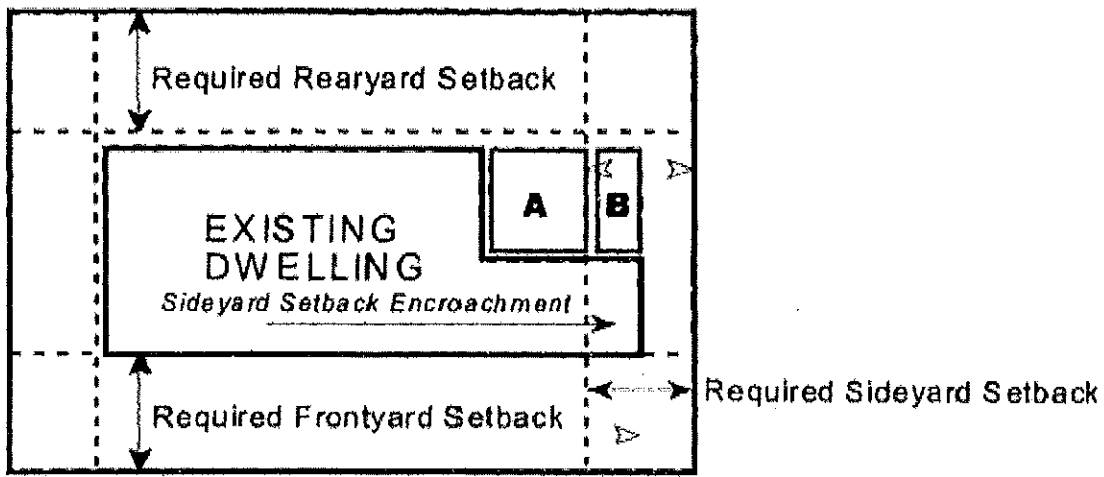 Required Rearyard Setback
A
B
EXISTING
DWELLING
Sideyard Setback Encroachment
Required Sideyard Setback
Required Frontyard Setback